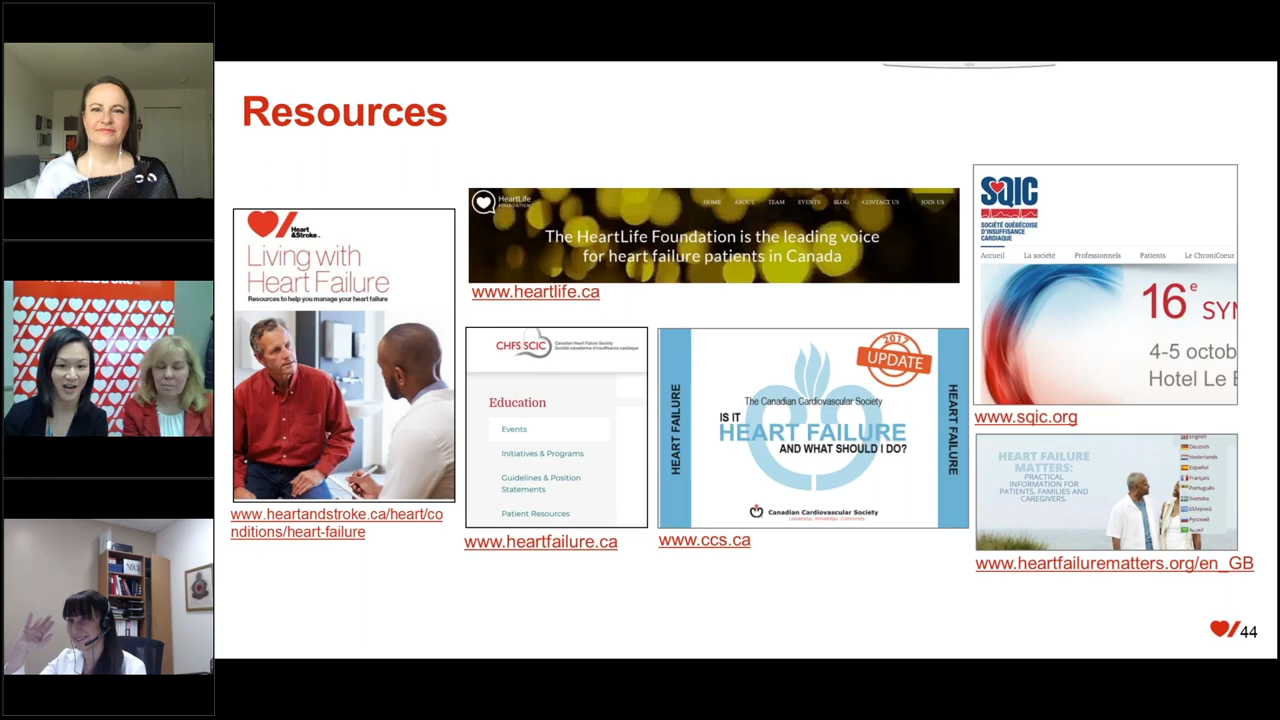 Resources
Heart
&Stroke™
Living with
Heart Failure
Resources to help you manage your heart failure
www.heartandstroke.ca/heart/co
nditions/heart-failure
HeartLife
FOUNDATION
HOME ABOUT TEAM EVENTS BLOG CONTACT US JOIN US
The HeartLife Foundation is the leading voice
for heart failure patients in Canada
www.heartlife.ca
CHFS SCIC
Canadian Heart Failure Society
Société canadienne d'insuffisance cardiaque
Education
Events
Initiatives & Programs
Guidelines & Position
Statements
Patient Resources
www.heartfailure.ca
HEART FAILURE
2017
UPDATE
The Canadian Cardiovascular Society
IS IT
HEART FAILURE
AND WHAT SHOULD I DO?
Canadian Cardiovascular Society
Leadership. Knowledge. Community.
HEART FAILURE
www.ccs.ca
SQIC
SOCIÉTÉ QUÉBÉCOISE
D'INSUFFISANCE
CARDIAQUE
Accueil La société Professionnels Patients Le ChroniCoeur
16e SYM
4-5 octob
Hotel Le
www.sqic.org
HEART FAILURE
MATTERS:
PRACTICAL
INFORMATION FOR
PATIENTS, FAMILIES AND
CAREGIVERS.
English
Deutsch
Nederlands
Español
Français
Português
Svenska
Ελληνικά
Русский
العربية
www.heartfailurematters.org/en_GB
44